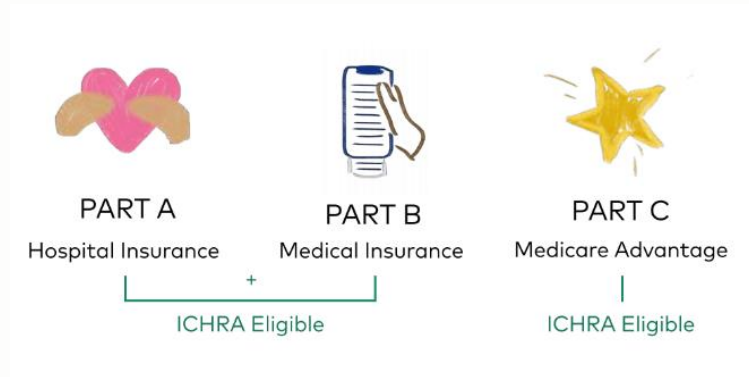 PART A
Hospital Insurance
PART B
Medical Insurance
PART C
Medicare Advantage
+
ICHRA Eligible
ICHRA Eligible